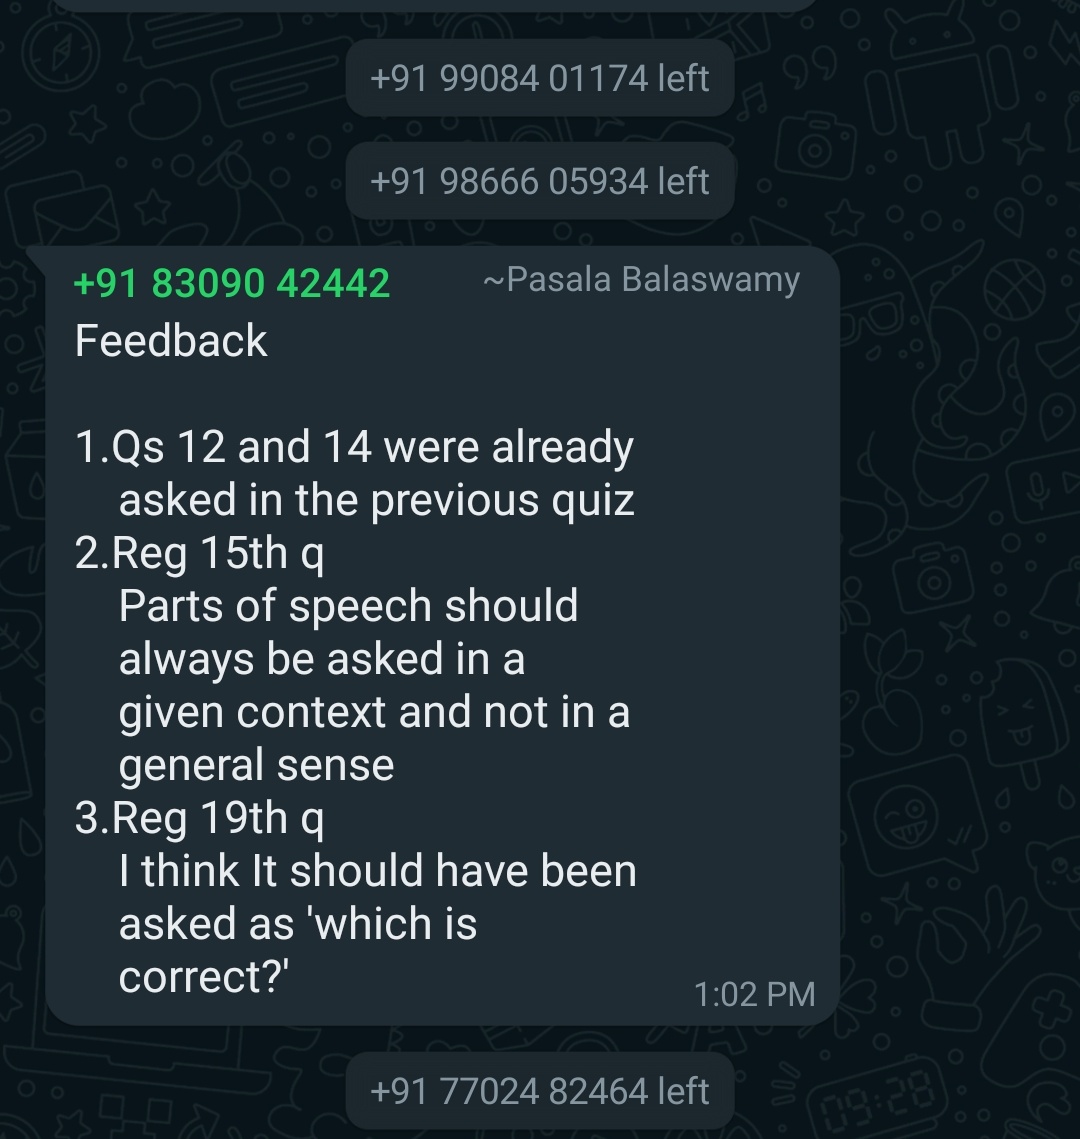 +91 99084 01174 left
+91 98666 05934 left
+91 83090 42442 ~Pasala Balaswamy
Feedback
1.Qs 12 and 14 were already
asked in the previous quiz
2.Reg 15th q
Parts of speech should
always be asked in a
given context and not in a
general sense
3.Reg 19th q
I think It should have been
asked as 'which is
correct?'
1:02 PM
+91 77024 82464 left
09:28